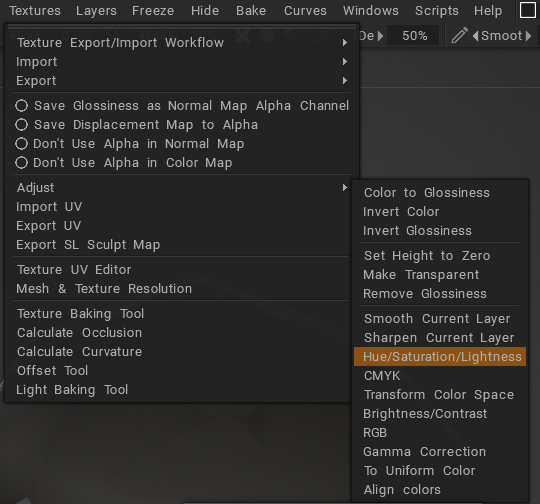 Textures Layers Freeze Hide Bake Curves Windows Scripts Help
De 50% Smoot
Texture Export/Import Workflow
Import
Export
Save Glossiness as Normal Map Alpha Channel
Save Displacement Map to Alpha
Don't Use Alpha in Normal Map
Don't Use Alpha in Color Map
Adjust
Import UV
Export UV
Export SL Sculpt Map
Texture UV Editor
Mesh & Texture Resolution
Texture Baking Tool
Calculate Occlusion
Calculate Curvature
Offset Tool
Light Baking Tool
Color to Glossiness
Invert Color
Invert Glossiness
Set Height to Zero
Make Transparent
Remove Glossiness
Smooth Current Layer
Sharpen Current Layer
Hue/Saturation/Lightness
CMYK
Transform Color Space
Brightness/Contrast
RGB
Gamma Correction
To Uniform Color
Align colors